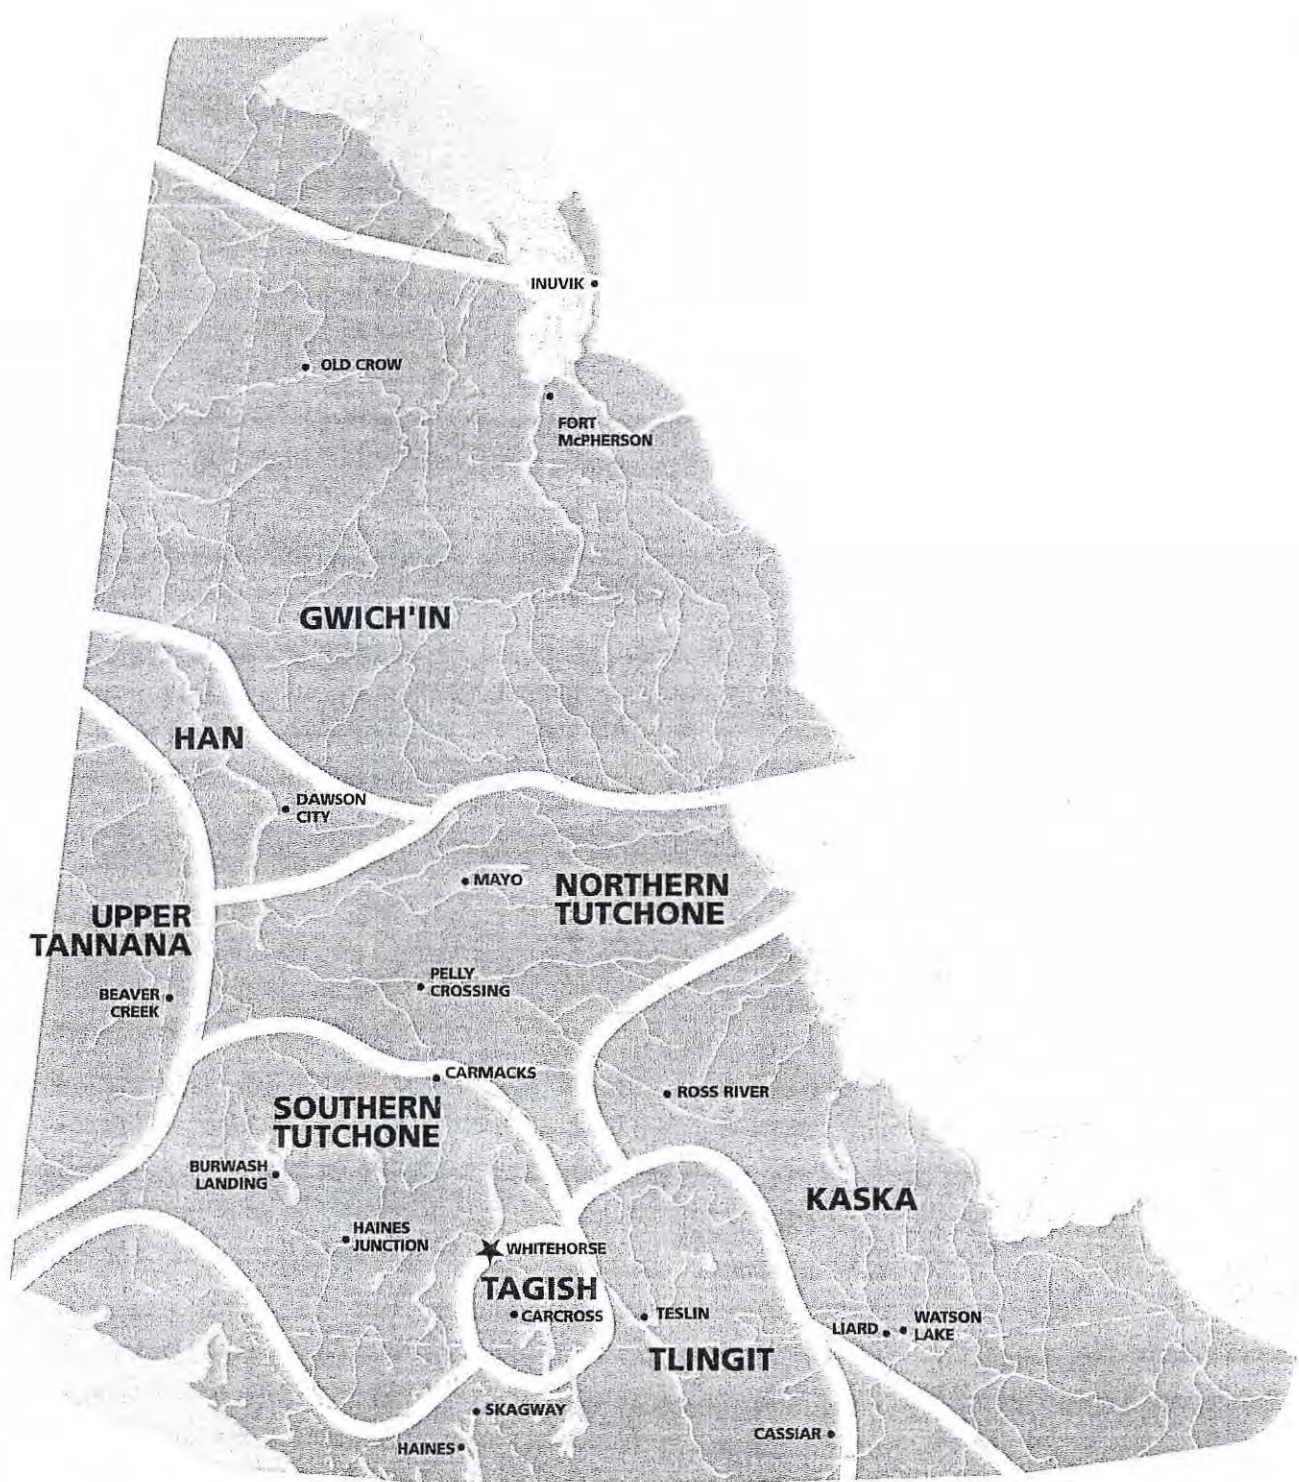 INUVIK
OLD CROW
FORT
McPHERSON
GWICH'IN
HAN
DAWSON
CITY
MAYO
NORTHERN
TUTCHONE
UPPER
TANNANA
PELLY
CROSSING
BEAVER
CREEK
CARMACKS
ROSS RIVER
SOUTHERN
TUTCHONE
BURWASH
LANDING
KASKA
HAINES
JUNCTION
WHITEHORSE
TAGISH
CARCROSS
TESLIN
LIARD
WATSON
LAKE
TLINGIT
SKAGWAY
CASSIAR
HAINES